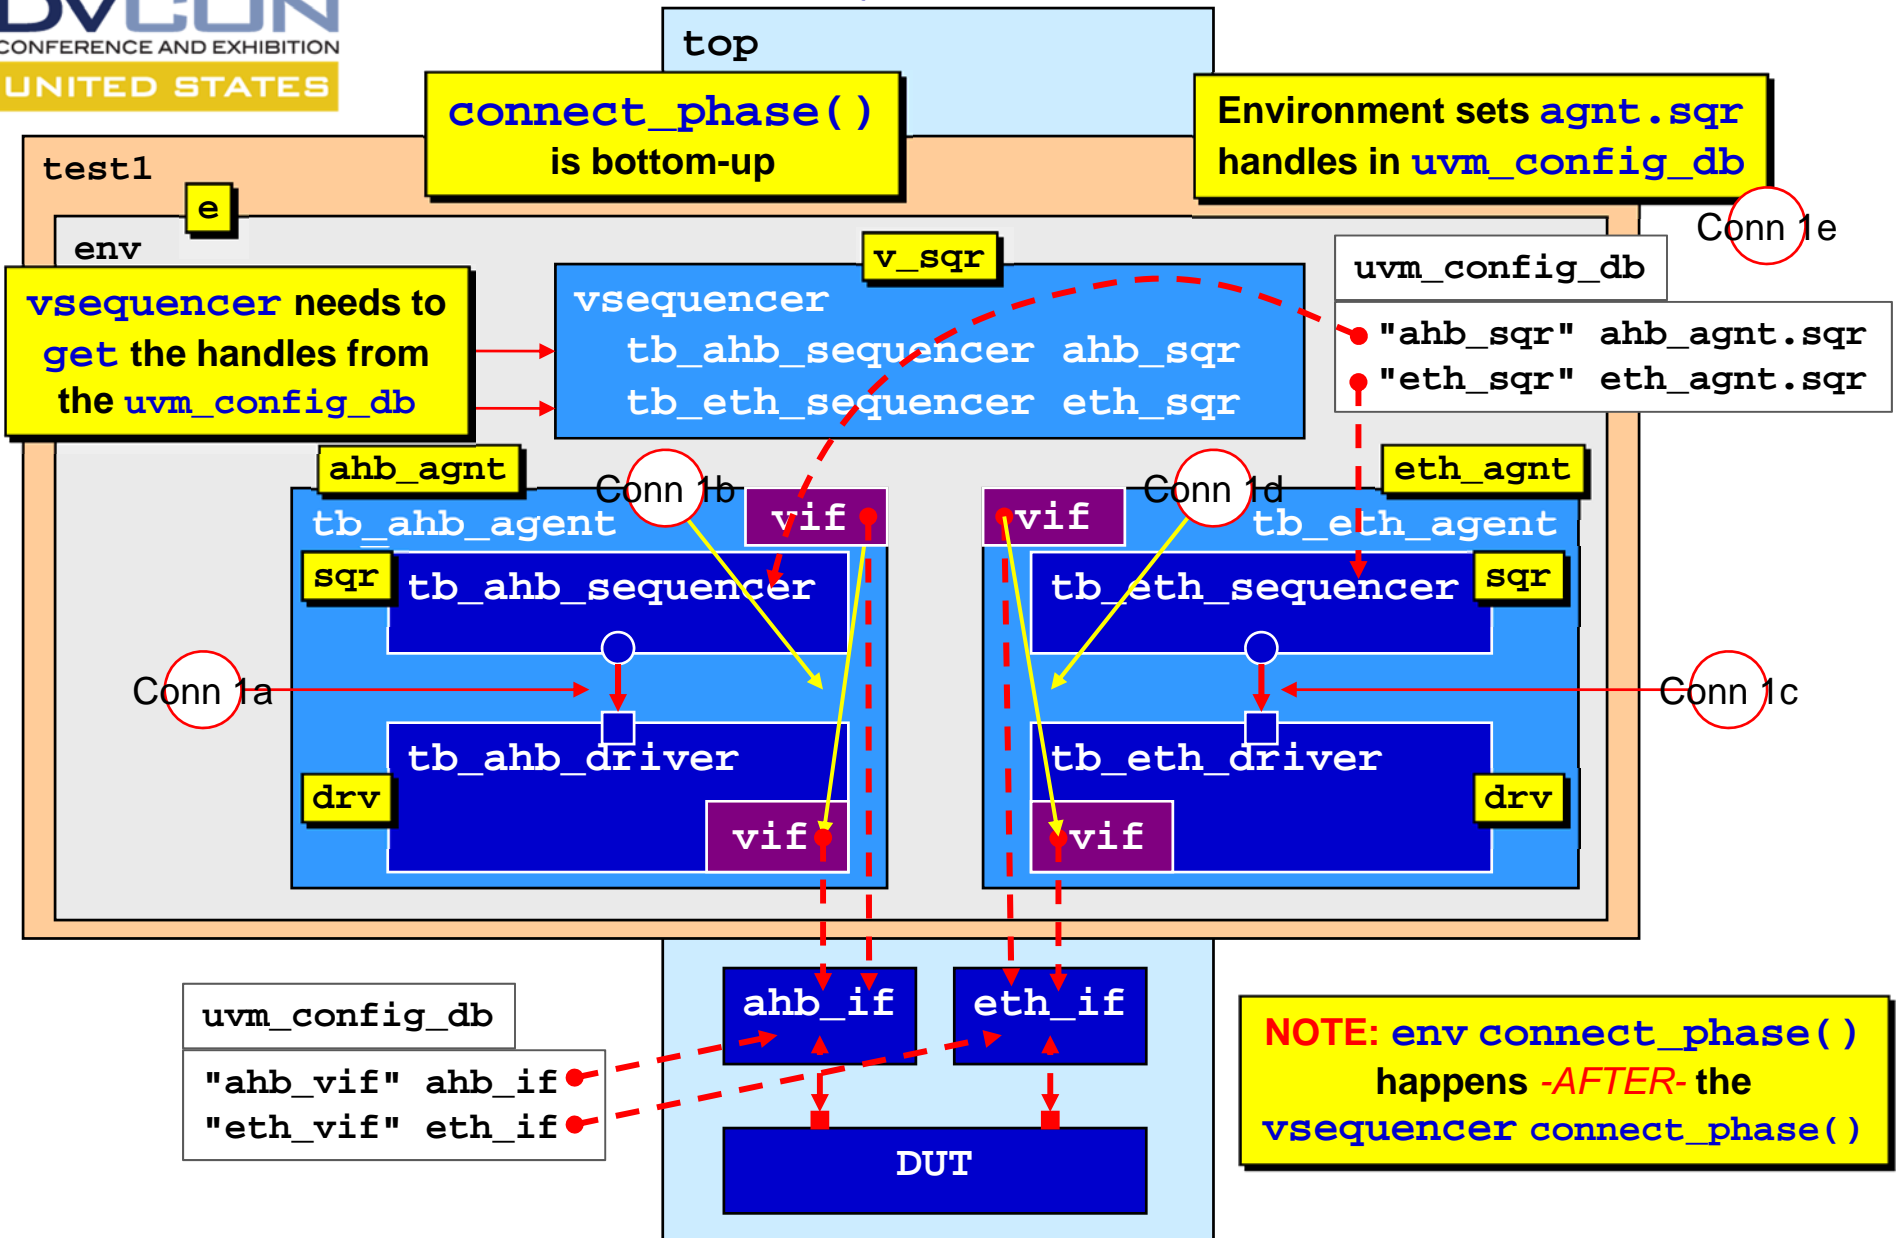 DVCON
CONFERENCE AND EXHIBITION
UNITED STATES
top
connect_phase()
is bottom-up
Environment sets agnt.sqr
handles in uvm_config_db
test1
e
env
Conn 1e
v_sqr
uvm_config_db
"ahb_sqr" ahb_agnt.sqr
"eth_sqr" eth_agnt.sqr
vsequencer needs to
get the handles from
the uvm_config_db
vsequencer
tb_ahb_sequencer ahb_sqr
tb_eth_sequencer eth_sqr
ahb_agnt
Conn 1b
Conn 1d
eth_agnt
tb_ahb_agent
vif
vif
tb_eth_agent
sqr
tb_ahb_sequencer
tb_eth_sequencer
sqr
Conn 1a
Conn 1c
tb_ahb_driver
tb_eth_driver
drv
drv
vif
vif
ahb_if
eth_if
uvm_config_db
"ahb_vif" ahb_if
"eth_vif" eth_if
DUT
NOTE: env connect_phase()
happens -AFTER- the
vsequencer connect_phase()